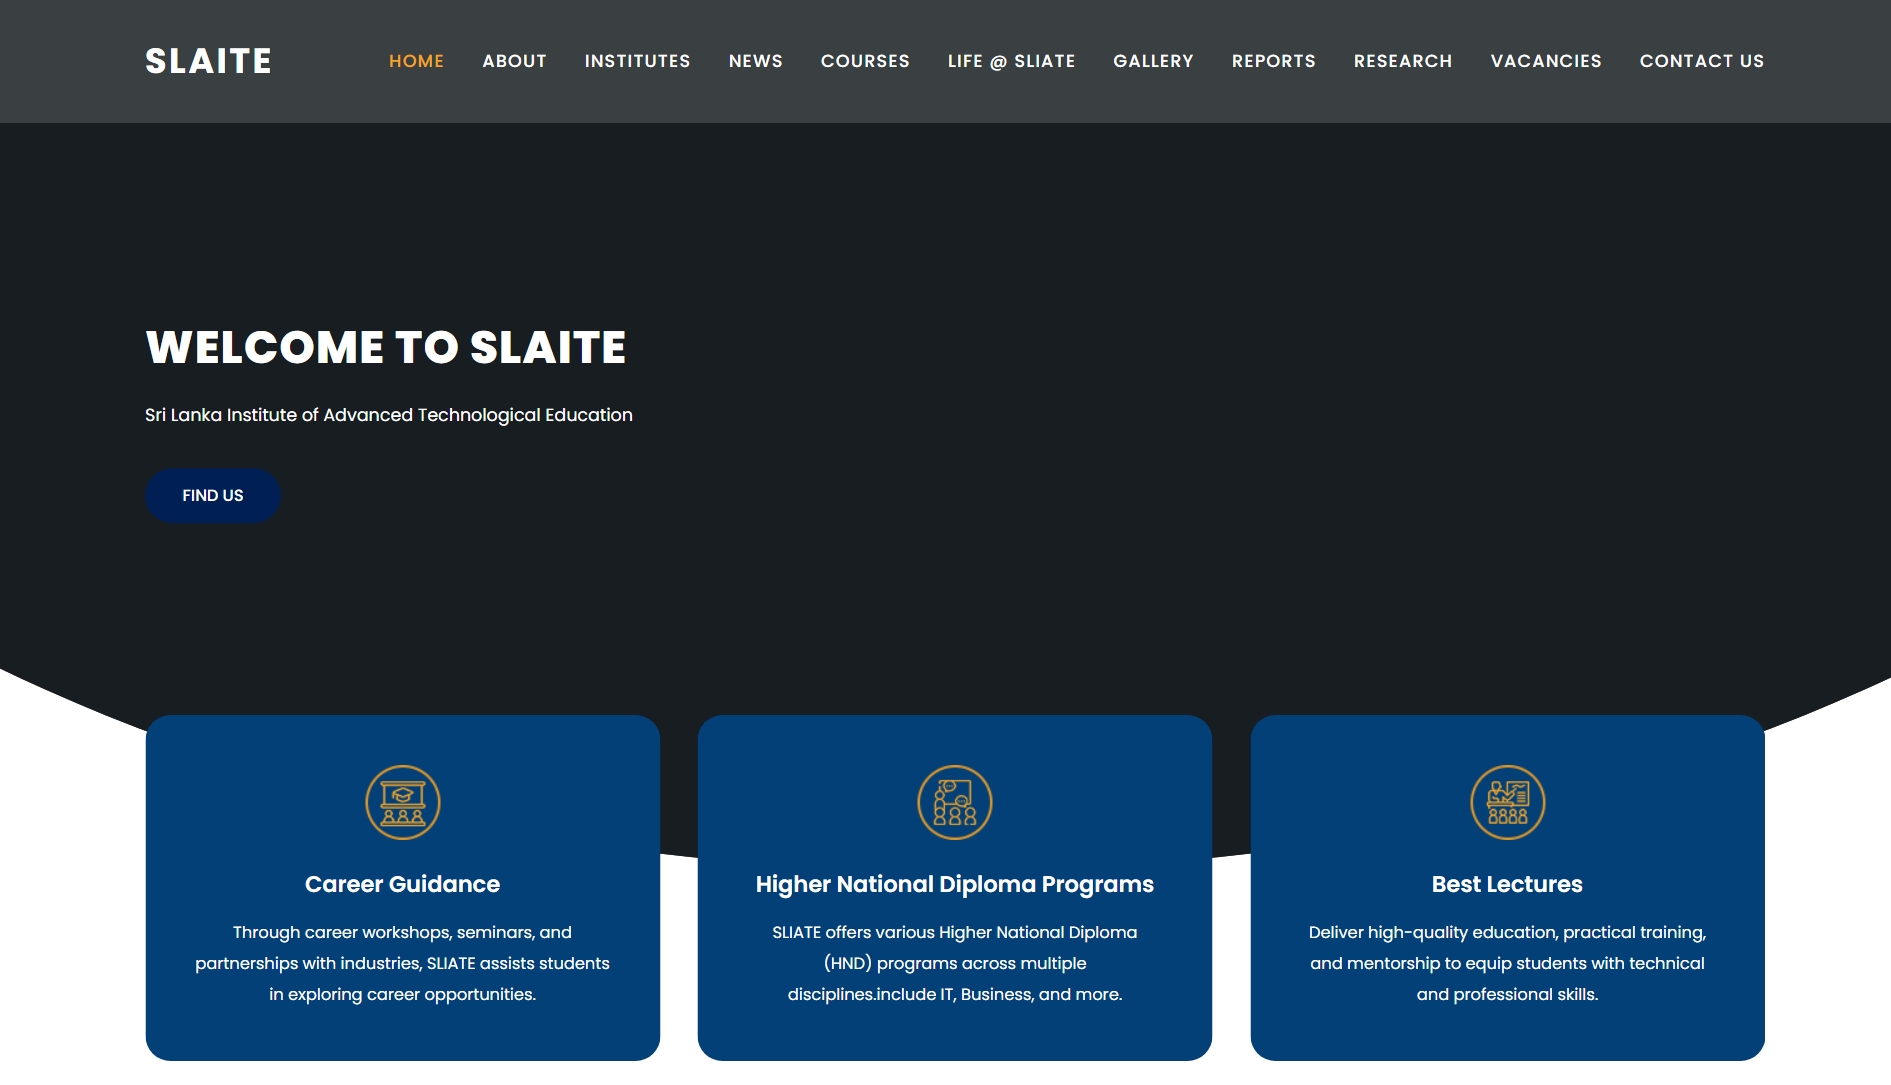 SLAITE
HOME ABOUT INSTITUTES NEWS COURSES LIFE @ SLIATE GALLERY REPORTS RESEARCH VACANCIES CONTACT US
WELCOME TO SLAITE
Sri Lanka Institute of Advanced Technological Education
FIND US
Career Guidance
Through career workshops, seminars, and
partnerships with industries, SLIATE assists students
in exploring career opportunities.
Higher National Diploma Programs
SLIATE offers various Higher National Diploma
(HND) programs across multiple
disciplines.include IT, Business, and more.
Best Lectures
Deliver high-quality education, practical training,
and mentorship to equip students with technical
and professional skills.